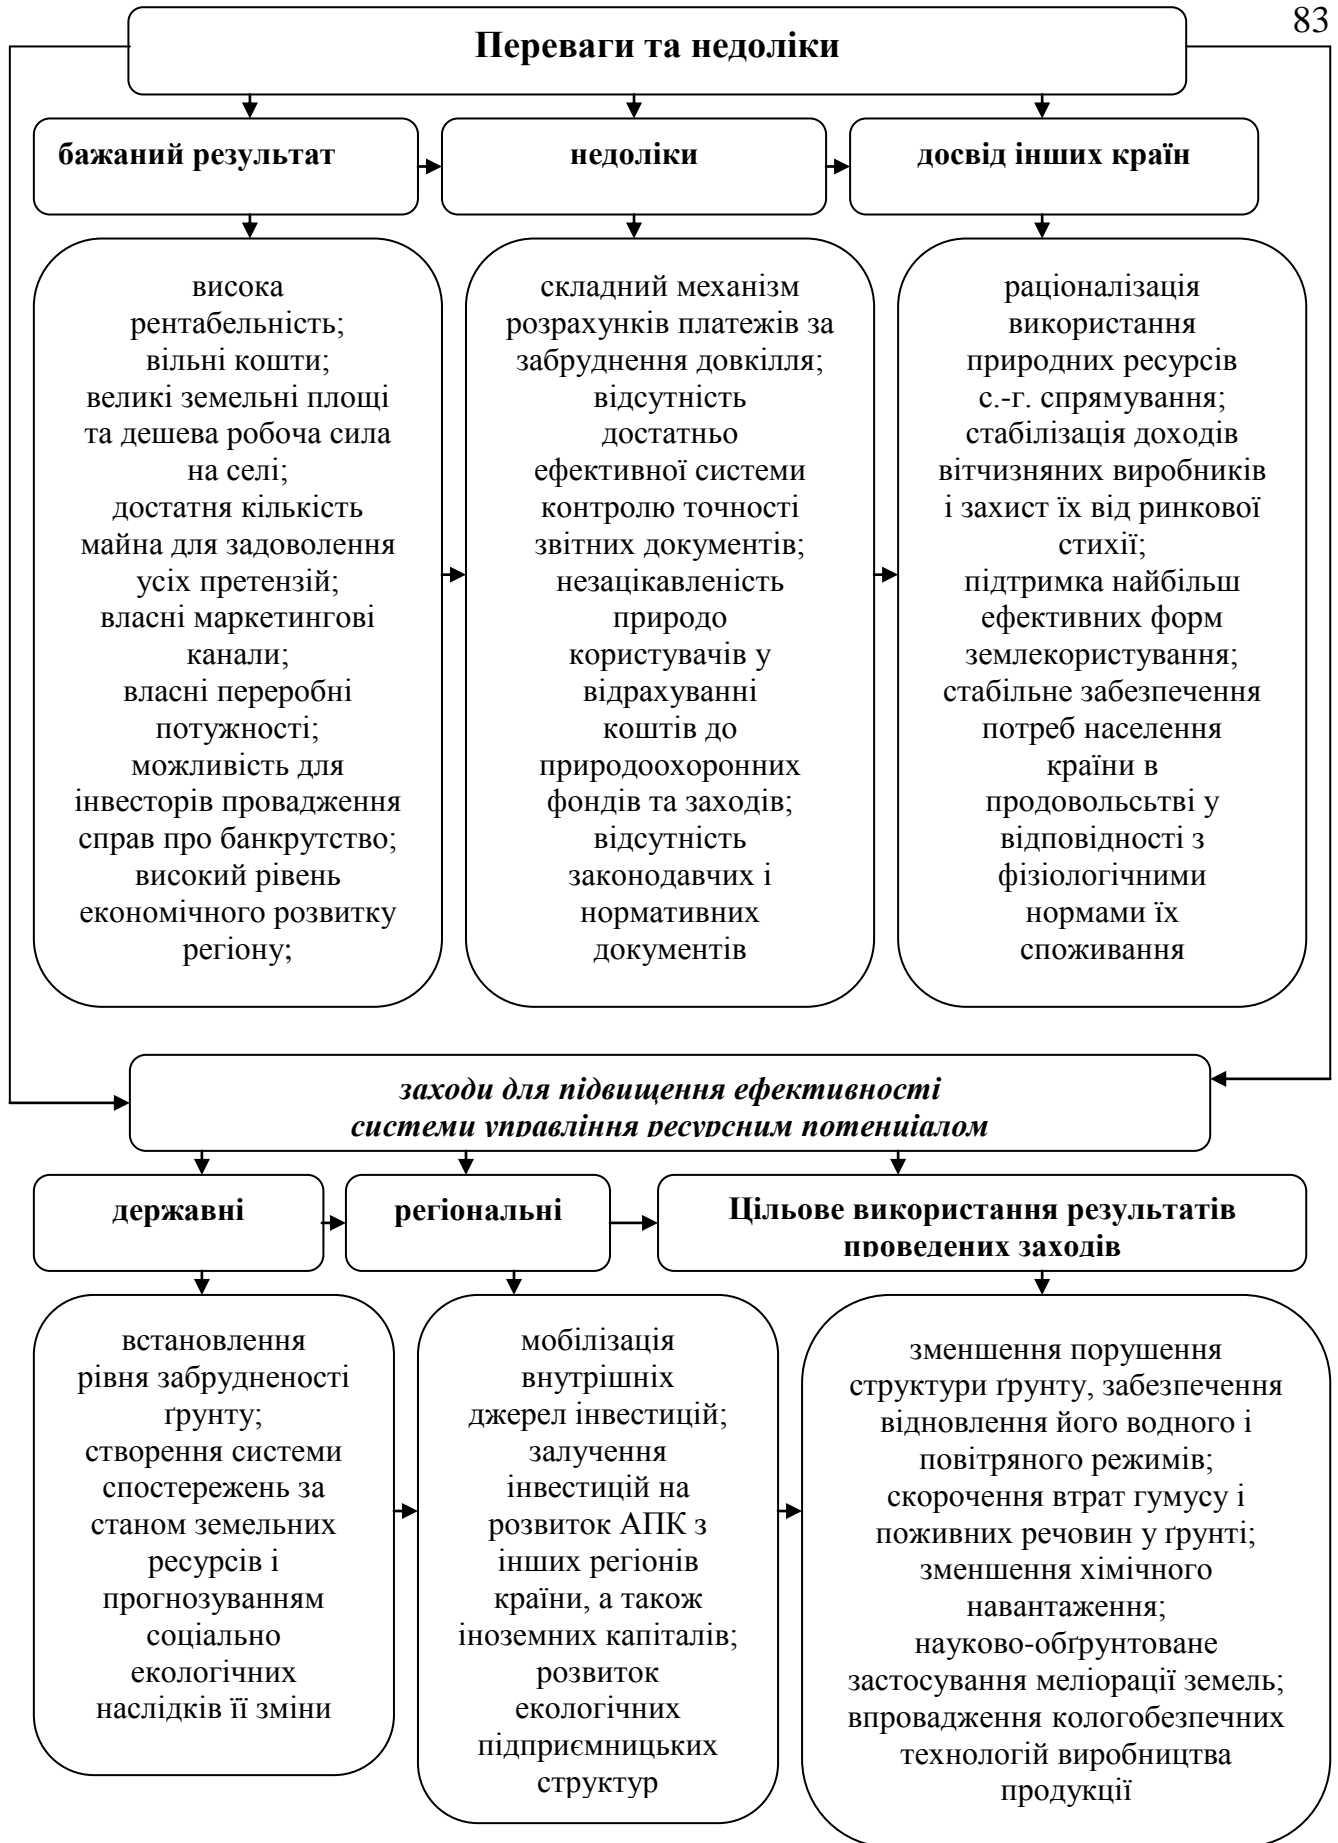 83
Переваги та недоліки
бажаний результат
недоліки
досвід інших країн
висока
рентабельність;
вільні кошти;
великі земельні площі
та дешева робоча сила
на селі;
достатня кількість
майна для задоволення
усіх претензій;
власні маркетингові
канали;
власні переробні
потужності;
можливість для
інвесторів провадження
справ про банкрутство;
високий рівень
економічного розвитку
регіону;
складний механізм
розрахунків платежів за
забруднення довкілля;
відсутність
достатньо
ефективної системи
контролю точності
звітних документів;
незацікавленість
природо
користувачів у
відрахуванні
коштів до
природоохоронних
фондів та заходів;
відсутність
законодавчих і
нормативних
документів
раціоналізація
використання
природних ресурсів
с.-г. спрямування;
стабілізація доходів
вітчизняних виробників
і захист їх від ринкової
стихії;
підтримка найбільш
ефективних форм
землекористування;
стабільне забезпечення
потреб населення
країни в
продовольсьтві у
відповідності з
фізіологічними
нормами їх
споживання
заходи для підвищення ефективності
системи управління ресурсним потенціалом
державні
регіональні
Цільове використання результатів
проведених заходів
встановлення
рівня забрудненості
ґрунту;
створення системи
спостережень за
станом земельних
ресурсів і
прогнозуванням
соціально
екологічних
наслідків її зміни
мобілізація
внутрішніх
джерел інвестицій;
залучення
інвестицій на
розвиток АПК з
інших регіонів
країни, а також
іноземних капіталів;
розвиток
екологічних
підприємницьких
структур
зменшення порушення
структури ґрунту, забезпечення
відновлення його водного і
повітряного режимів;
скорочення втрат гумусу і
поживних речовин у ґрунті;
зменшення хімічного
навантаження;
науково-обґрунтоване
застосування меліорації земель;
впровадження кологобезпечних
технологій виробництва
продукції